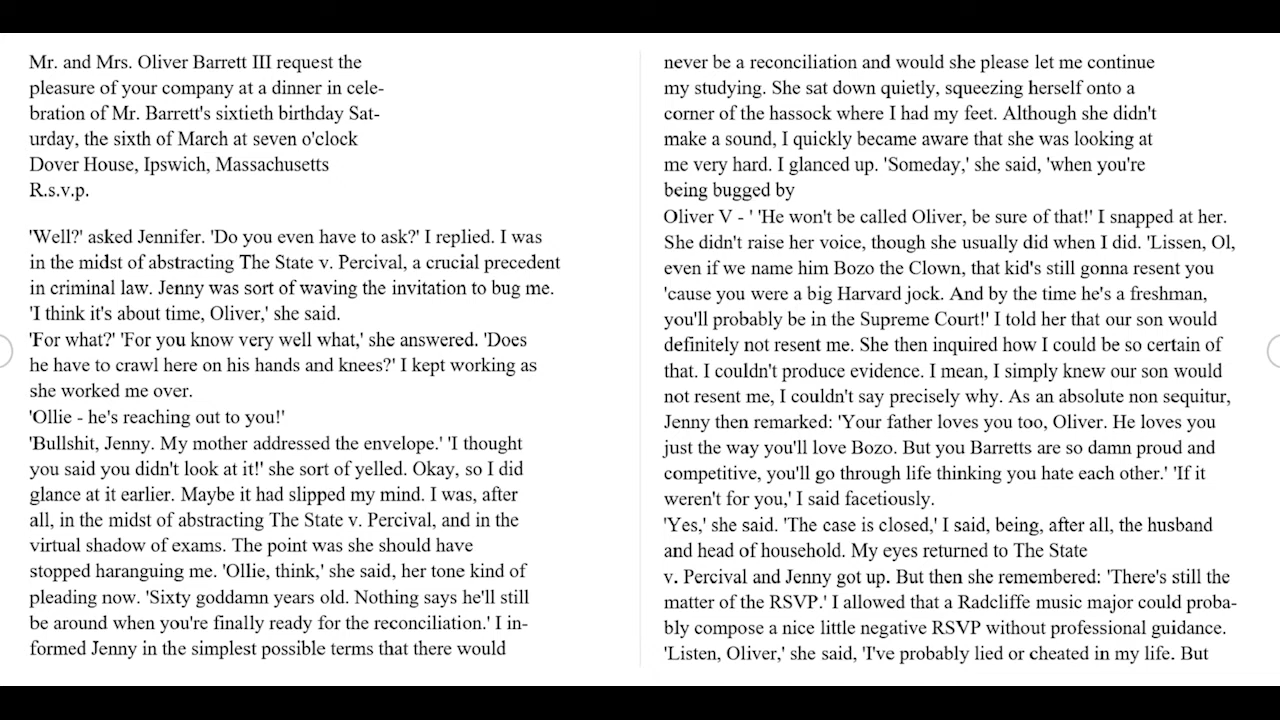 Mr. and Mrs. Oliver Barrett III request the
pleasure of your company at a dinner in cele-
bration of Mr. Barrett's sixtieth birthday Sat-
urday, the sixth of March at seven o'clock
Dover House, Ipswich, Massachusetts
R.s.v.p.
'Well?' asked Jennifer. 'Do you even have to ask?' I replied. I was
in the midst of abstracting The State v. Percival, a crucial precedent
in criminal law. Jenny was sort of waving the invitation to bug me.
'I think it's about time, Oliver,' she said.
'For what?' 'For you know very well what,' she answered. 'Does
he have to crawl here on his hands and knees?' I kept working as
she worked me over.
'Ollie - he's reaching out to you!'
'Bullshit, Jenny. My mother addressed the envelope.' 'I thought
you said you didn't look at it!' she sort of yelled. Okay, so I did
glance at it earlier. Maybe it had slipped my mind. I was, after
all, in the midst of abstracting The State v. Percival, and in the
virtual shadow of exams. The point was she should have
stopped haranguing me. 'Ollie, think,' she said, her tone kind of
pleading now. 'Sixty goddamn years old. Nothing says he'll still
be around when you're finally ready for the reconciliation.' I in-
formed Jenny in the simplest possible terms that there would
never be a reconciliation and would she please let me continue
my studying. She sat down quietly, squeezing herself onto a
corner of the hassock where I had my feet. Although she didn't
make a sound, I quickly became aware that she was looking at
me very hard. I glanced up. 'Someday,' she said, 'when you're
being bugged by
Oliver V - ' 'He won't be called Oliver, be sure of that!' I snapped at her.
She didn't raise her voice, though she usually did when I did. 'Lissen, Ol,
even if we name him Bozo the Clown, that kid's still gonna resent you
'cause you were a big Harvard jock. And by the time he's a freshman,
you'll probably be in the Supreme Court!' I told her that our son would
definitely not resent me. She then inquired how I could be so certain of
that. I couldn't produce evidence. I mean, I simply knew our son would
not resent me, I couldn't say precisely why. As an absolute non sequitur,
Jenny then remarked: 'Your father loves you too, Oliver. He loves you
just the way you'll love Bozo. But you Barretts are so damn proud and
competitive, you'll go through life thinking you hate each other.' 'If it
weren't for you,' I said facetiously.
'Yes,' she said. 'The case is closed,' I said, being, after all, the husband
and head of household. My eyes returned to The State
v. Percival and Jenny got up. But then she remembered: 'There's still the
matter of the RSVP.' I allowed that a Radcliffe music major could proba-
bly compose a nice little negative RSVP without professional guidance.
'Listen, Oliver,' she said, 'I've probably lied or cheated in my life. But